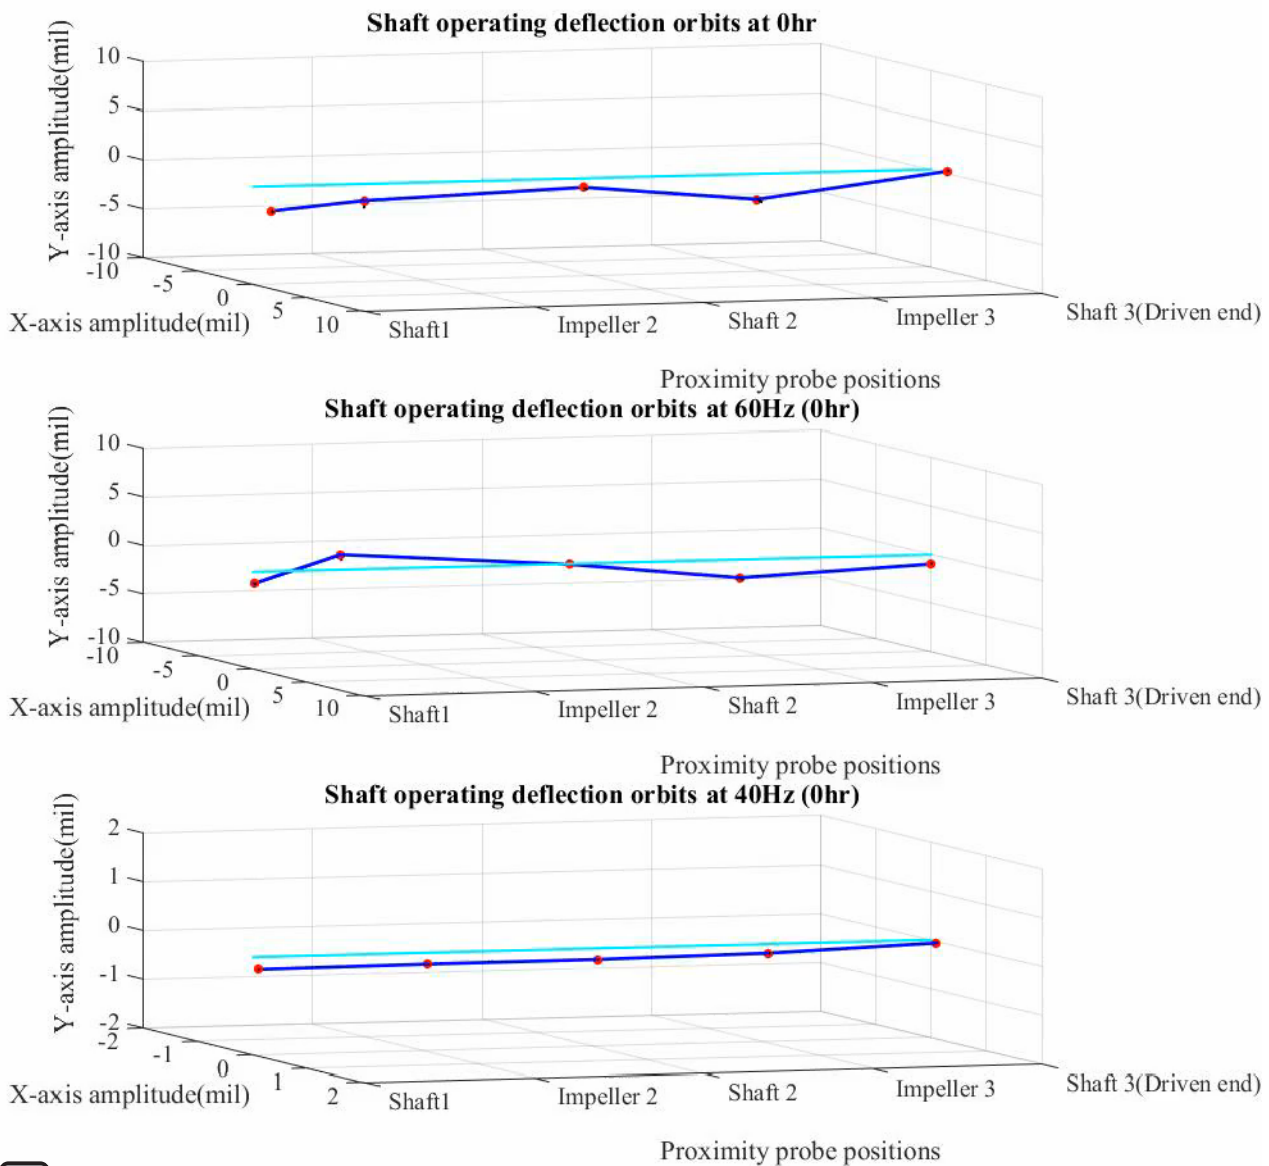 Shaft operating deflection orbits at 0hr
Y-axis amplitude(mil)
10
5
0
-5
-10
-10
-5
0
5
10
X-axis amplitude(mil)
Shaft1
Impeller 2
Shaft 2
Impeller 3
Shaft 3(Driven end)
Proximity probe positions
Shaft operating deflection orbits at 60Hz (0hr)
Y-axis amplitude(mil)
10
5
0
-5
-10
-10
-5
0
5
10
X-axis amplitude(mil)
Shaft1
Impeller 2
Shaft 2
Impeller 3
Shaft 3(Driven end)
Proximity probe positions
Shaft operating deflection orbits at 40Hz (0hr)
Y-axis amplitude(mil)
2
1
0
-1
-2
-2
-1
0
1
2
X-axis amplitude(mil)
Shaft1
Impeller 2
Shaft 2
Impeller 3
Shaft 3(Driven end)
Proximity probe positions